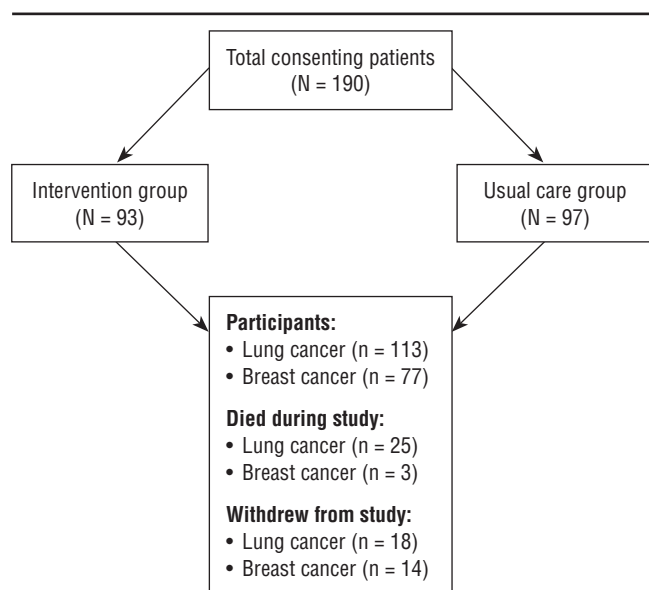 Total consenting patients
(N = 190)
Intervention group
(N = 93)
Usual care group
(N = 97)
Participants:
• Lung cancer (n = 113)
• Breast cancer (n = 77)
Died during study:
• Lung cancer (n = 25)
• Breast cancer (n = 3)
Withdrew from study:
• Lung cancer (n = 18)
• Breast cancer (n = 14)